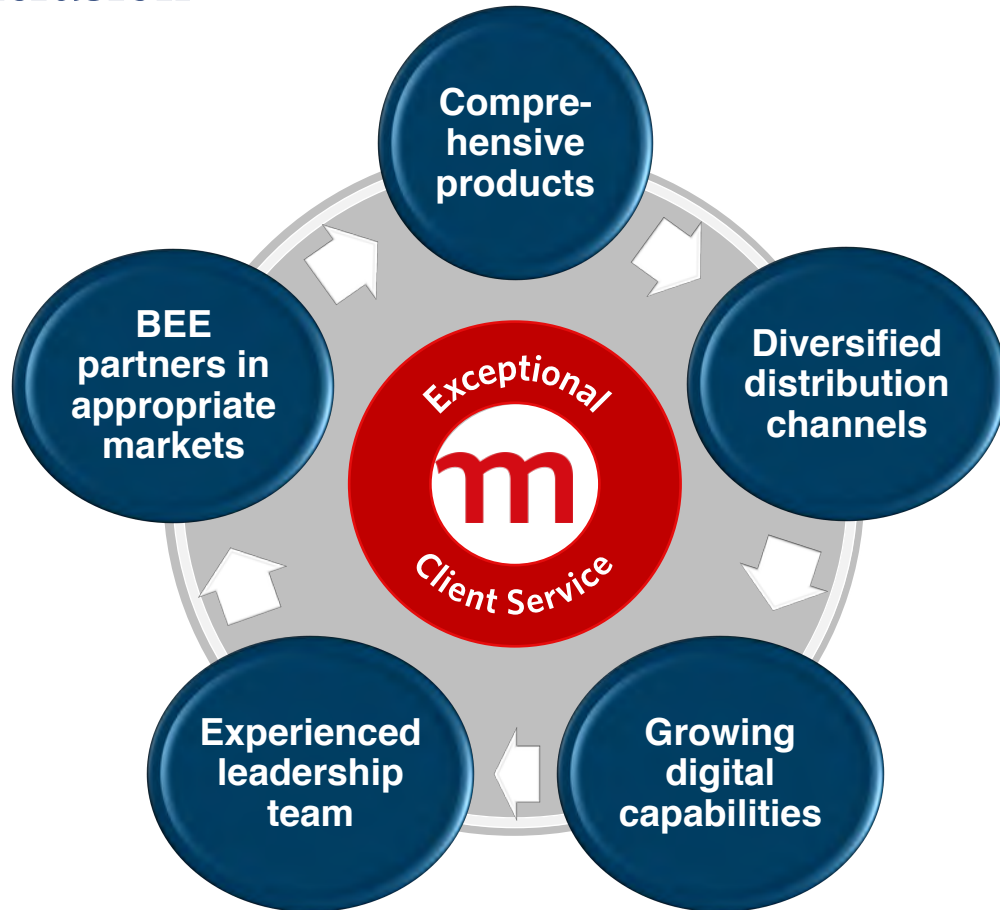 Compre-
hensive
products
BEE
partners in
appropriate
markets
Diversified
distribution
channels
Exceptional
m
Client Service
Experienced
leadership
team
Growing
digital
capabilities